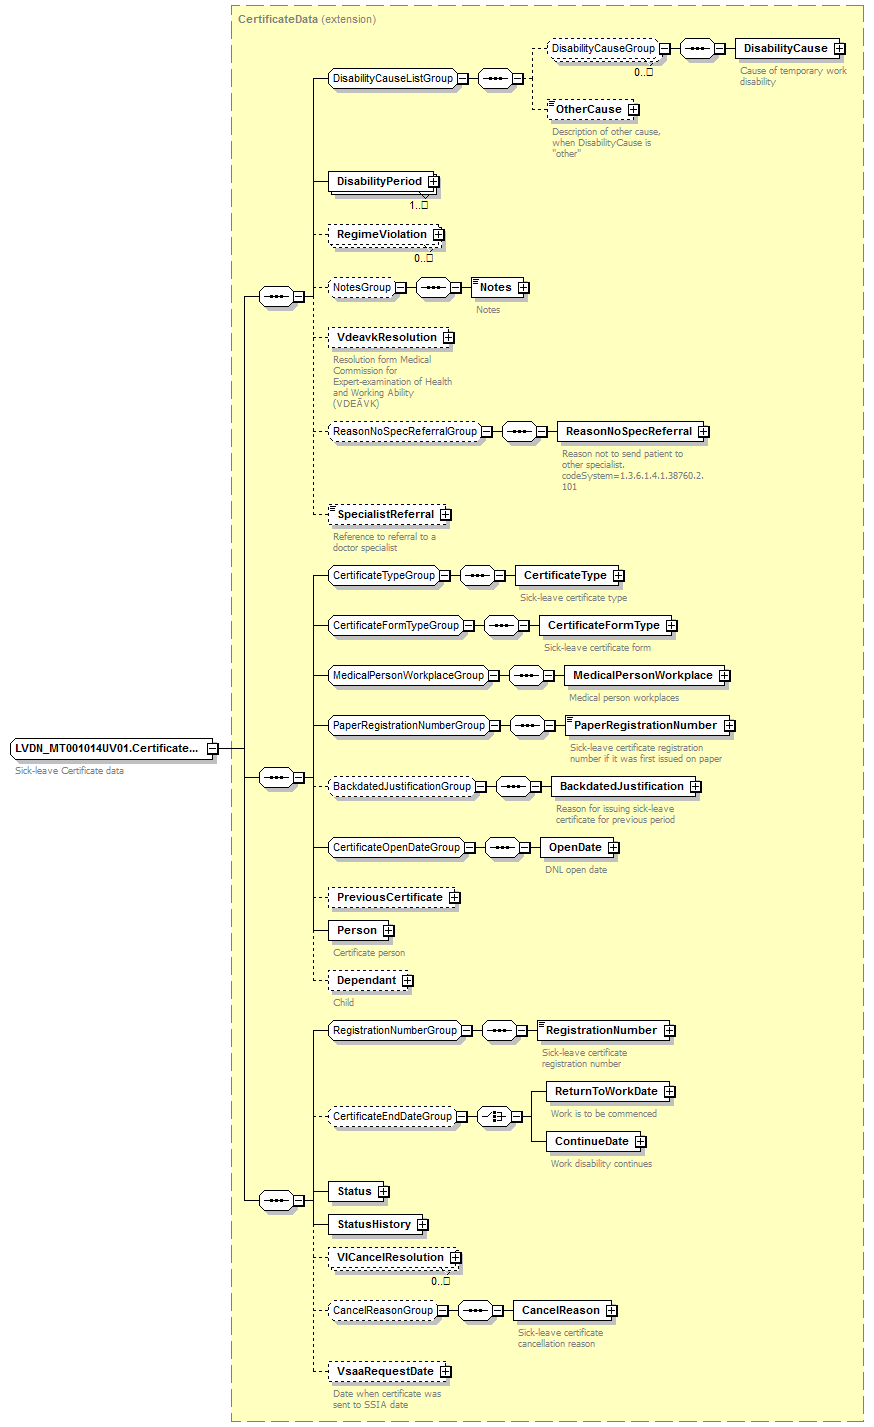 CertificateData (extension)
DisabilityCauseListGroup
DisabilityCauseGroup
0..
DisabilityCause
Cause of temporary work
disability
OtherCause
Description of other cause,
when DisabilityCause is
"other"
DisabilityPeriod
1..
RegimeViolation
0..
NotesGroup
Notes
Notes
VdeavkResolution
Resolution form Medical
Commission for
Expert-examination of Health
and Working Ability
(VDEĀVK)
ReasonNoSpecReferralGroup
ReasonNoSpecReferral
Reason not to send patient to
other specialist.
codeSystem=1.3.6.1.4.1.38760.2.
101
SpecialistReferral
Reference to referral to a
doctor specialist
CertificateTypeGroup
CertificateType
Sick-leave certificate type
CertificateFormTypeGroup
CertificateFormType
Sick-leave certificate form
MedicalPersonWorkplaceGroup
MedicalPersonWorkplace
Medical person workplaces
PaperRegistrationNumberGroup
PaperRegistrationNumber
Sick-leave certificate registration
number if it was first issued on paper
LVDN_MT001014UV01.Certificate...
Sick-leave Certificate data
BackdatedJustificationGroup
BackdatedJustification
Reason for issuing sick-leave
certificate for previous period
CertificateOpenDateGroup
OpenDate
DNL open date
PreviousCertificate
Person
Certificate person
Dependant
Child
RegistrationNumberGroup
RegistrationNumber
Sick-leave certificate
registration number
CertificateEndDateGroup
ReturnToWorkDate
Work is to be commenced
ContinueDate
Work disability continues
Status
StatusHistory
VICancelResolution
0..
CancelReasonGroup
CancelReason
Sick-leave certificate
cancellation reason
VsaaRequestDate
Date when certificate was
sent to SSIA date